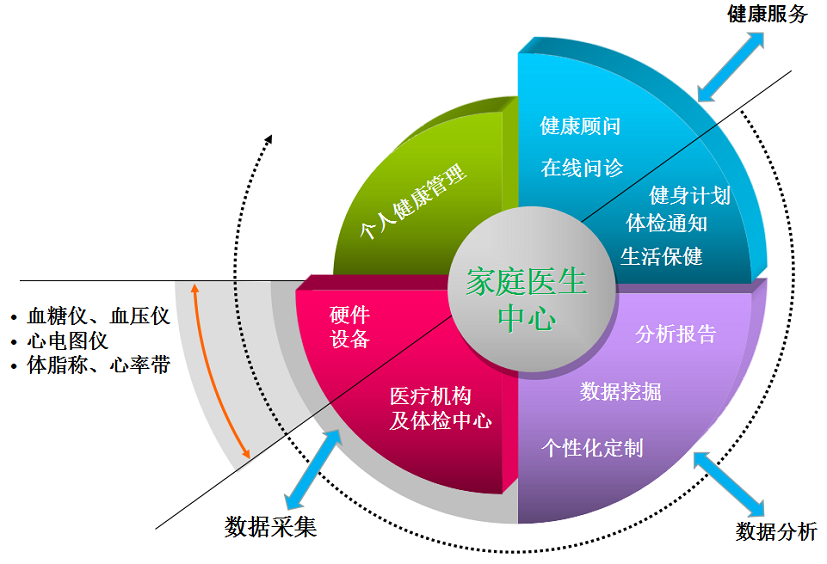 健康服务
健康顾问
在线问诊
健身计划
体检通知
生活保健
个人健康管理
家庭医生
中心
• 血糖仪、血压仪
• 心电图仪
• 体脂称、心率带
硬件
设备
医疗机构
及体检中心
分析报告
数据挖掘
个性化定制
数据采集
数据分析